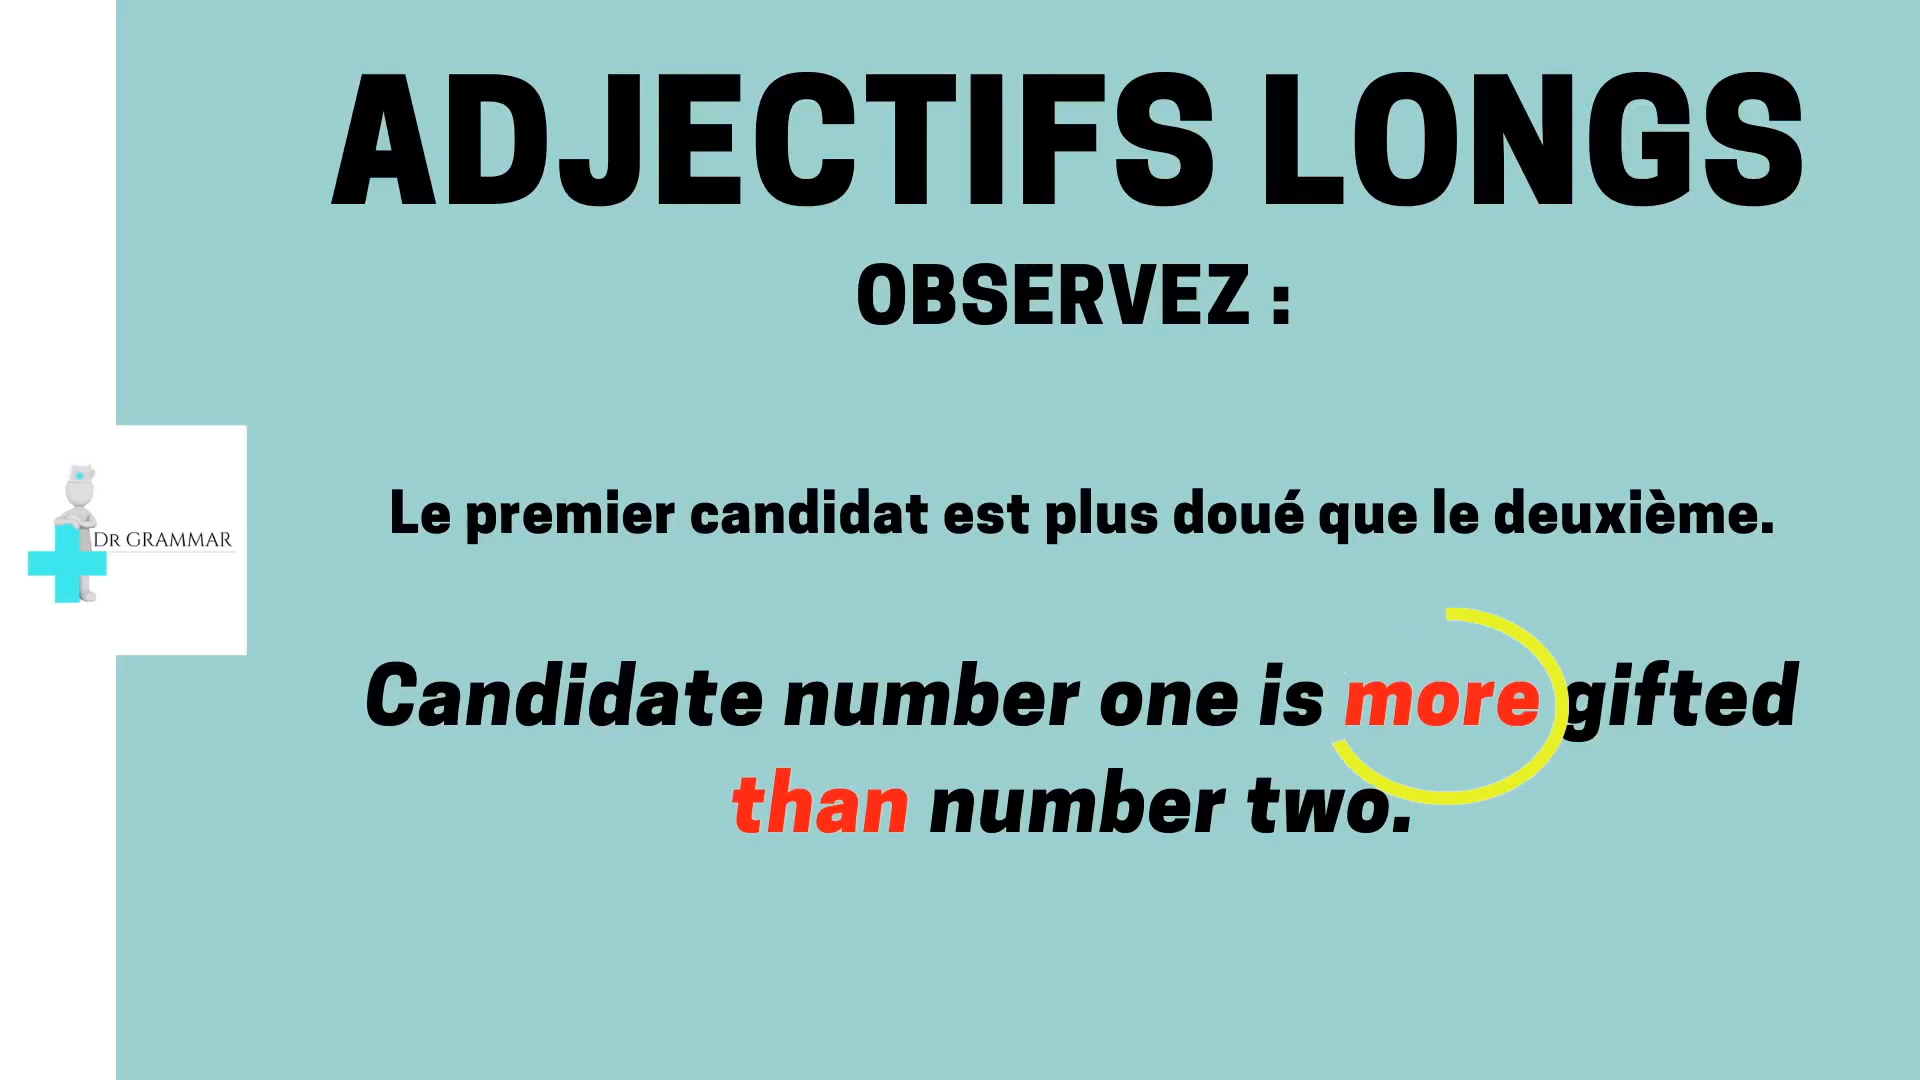 ADJECTIFS LONGS
OBSERVEZ :
Le premier candidat est plus doué que le deuxième.
DR GRAMMAR
Candidate number one is more gifted
than number two.